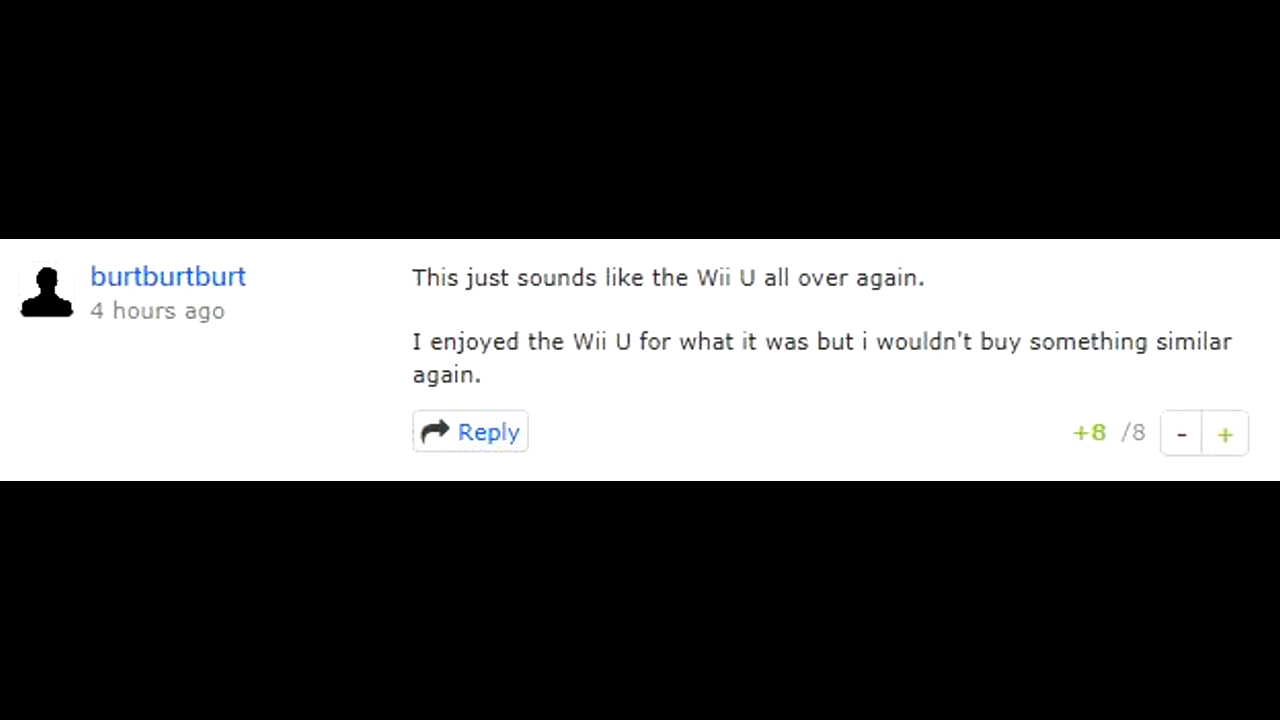 burtburtburt
4 hours ago
This just sounds like the Wii U all over again.
I enjoyed the Wii U for what it was but i wouldn't buy something similar
again.
Reply
+8 /8 - +